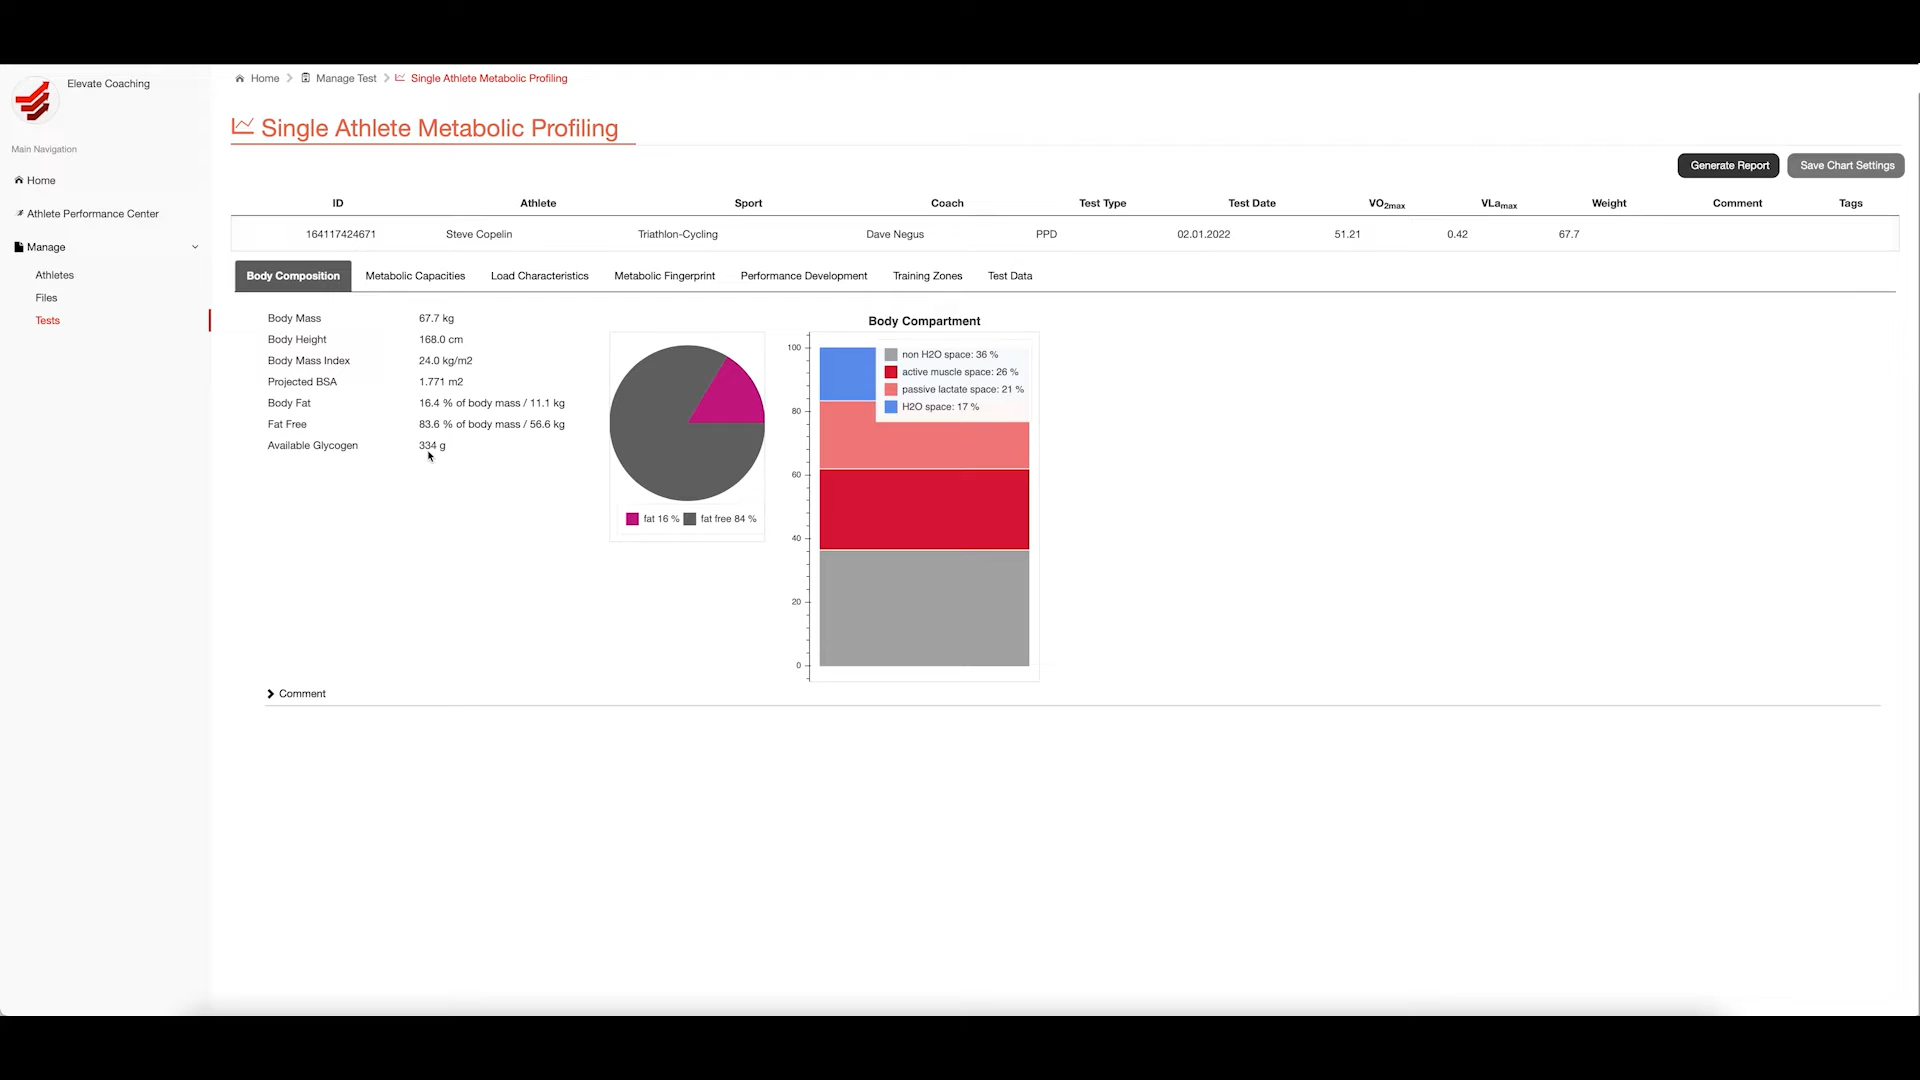 Elevate Coaching
Home Manage Test Single Athlete Metabolic Profiling
Single Athlete Metabolic Profiling
Main Navigation
Home
Athlete Performance Center
Manage
Athletes
Files
Tests
Generate Report Save Chart Settings
ID Athlete Sport Coach Test Type Test Date VO2max VLamax Weight Comment Tags
164117424671 Steve Copelin Triathlon-Cycling Dave Negus PPD 02.01.2022 51.21 0.42 67.7
Body Composition Metabolic Capacities Load Characteristics Metabolic Fingerprint Performance Development Training Zones Test Data
Body Mass 67.7 kg
Body Height 168.0 cm
Body Mass Index 24.0 kg/m2
Projected BSA 1.771 m2
Body Fat 16.4 % of body mass / 11.1 kg
Fat Free 83.6 % of body mass / 56.6 kg
Available Glycogen 334 g
fat 16 % fat free 84 %
Body Compartment
100
80
60
40
20
0
non H2O space: 36 %
active muscle space: 26 %
passive lactate space: 21 %
H2O space: 17 %
Comment